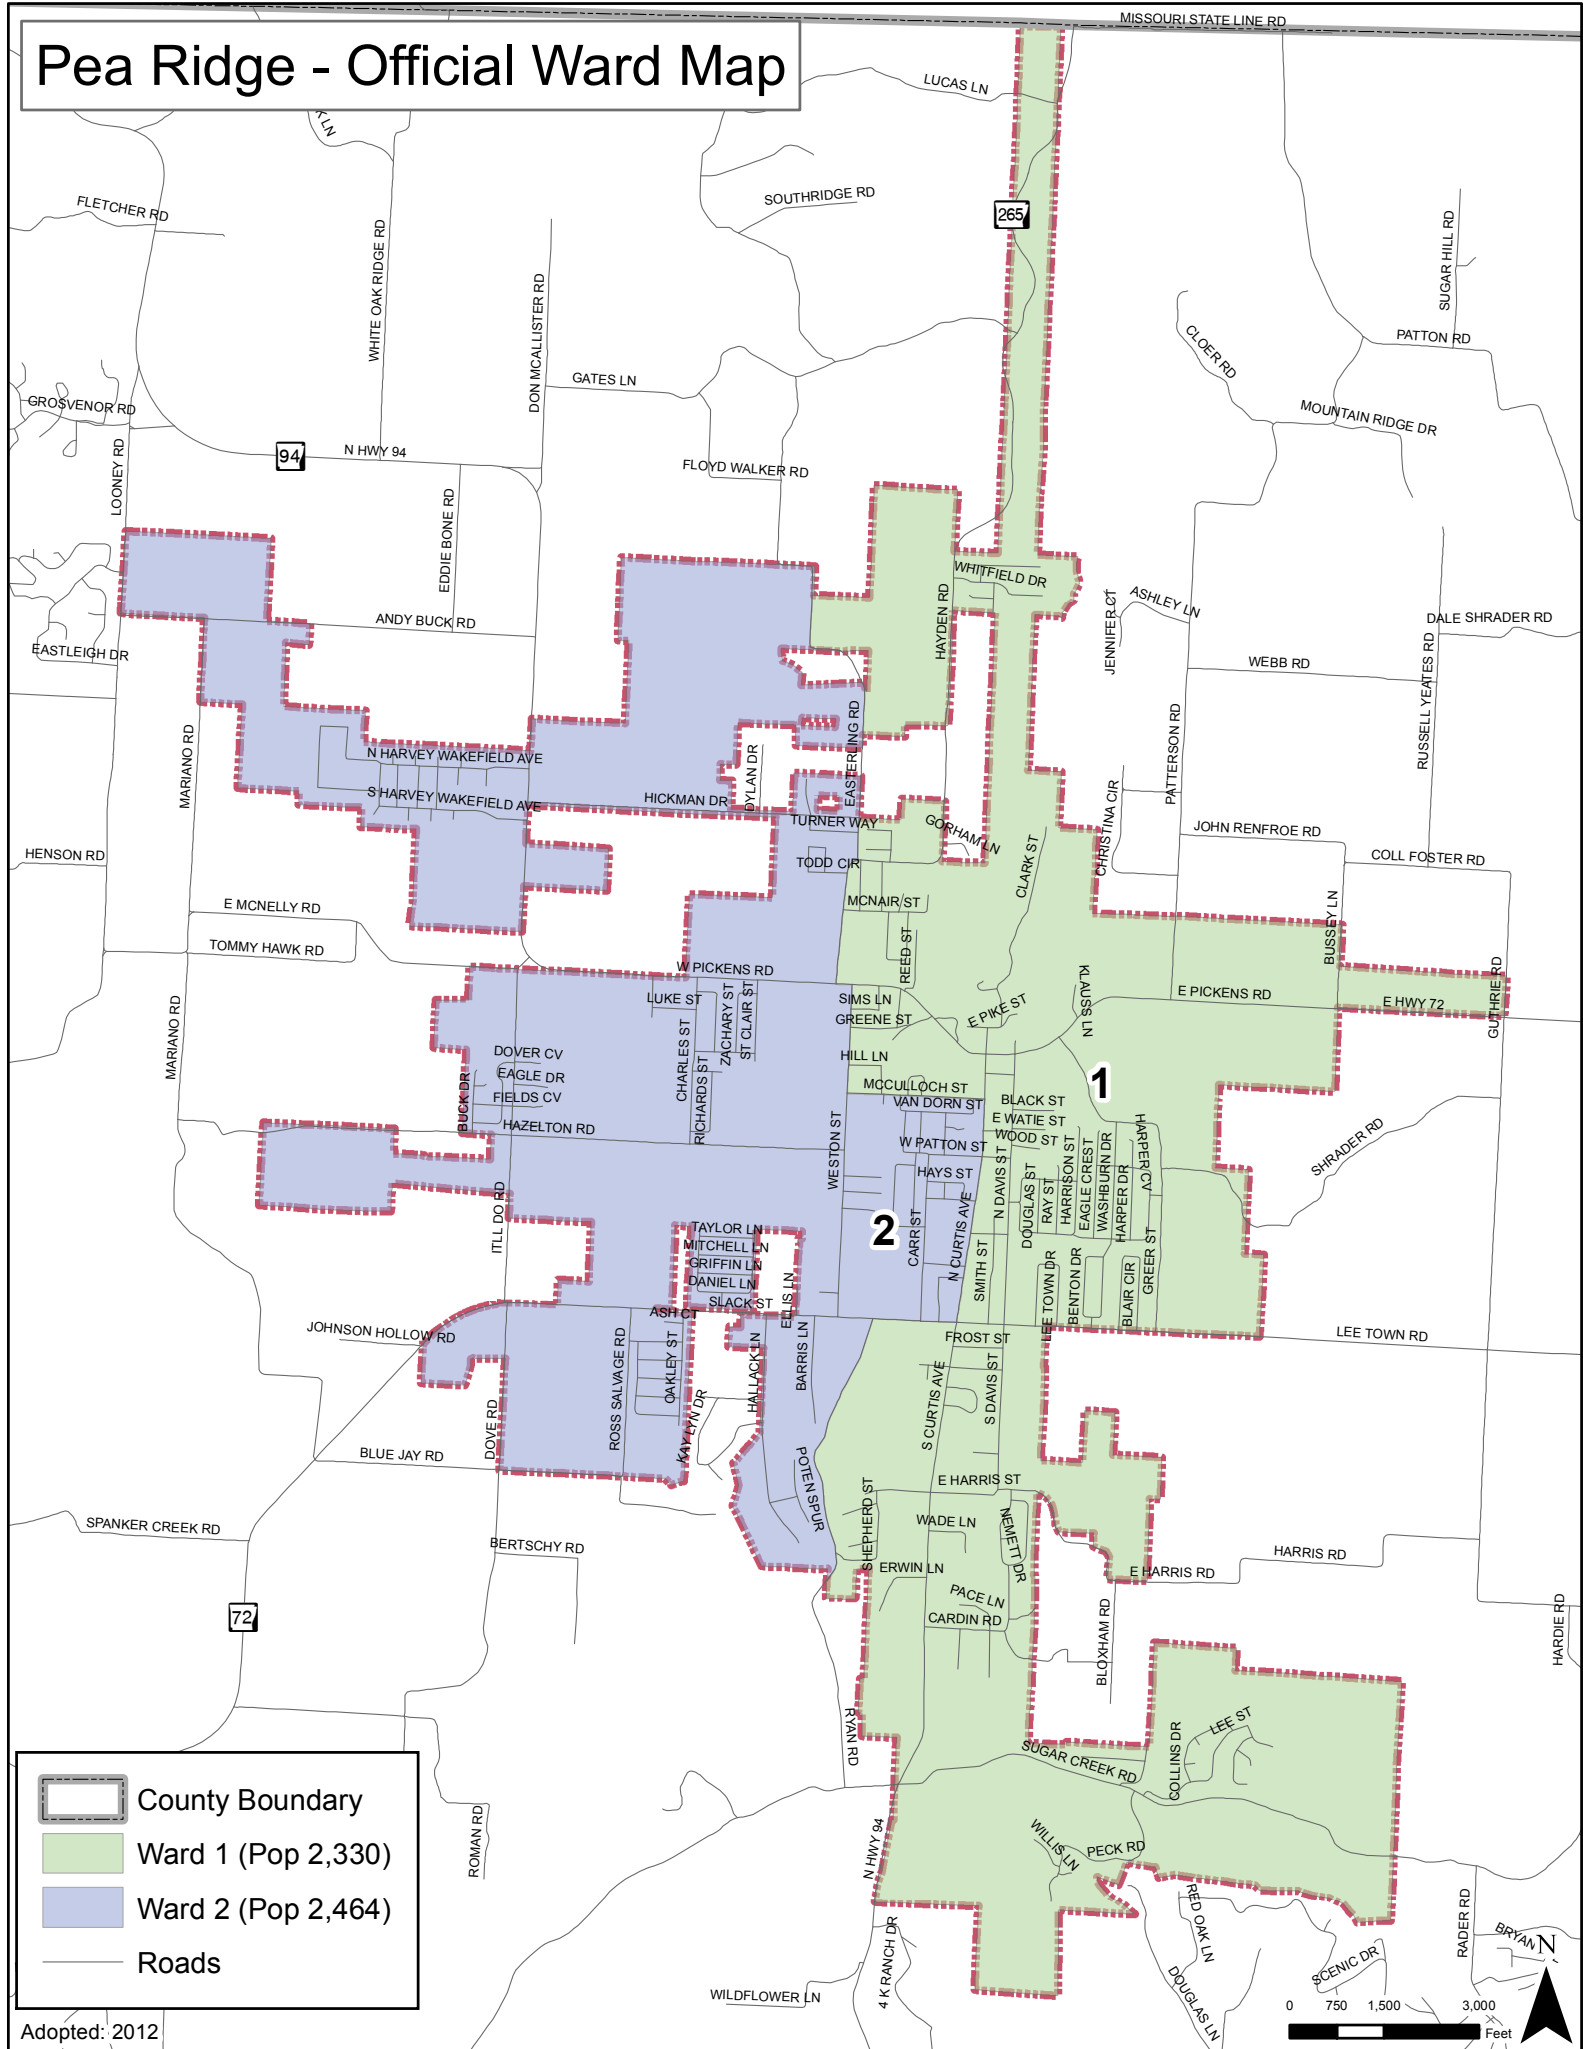 MISSOURI STATE LINE RD
Pea Ridge - Official Ward Map
LUCAS LN
K LN
SOUTHRIDGE RD
FLETCHER RD
265
WHITE OAK RIDGE RD
SUGAR HILL RD
DON MCALLISTER RD
PATTON RD
CLOER RD
GATES LN
GROSVENOR RD
MOUNTAIN RIDGE DR
94
N HWY 94
LOONEY RD
FLOYD WALKER RD
EDDIE BONE RD
WHITFIELD DR
HAYDEN RD
JENNIFER CT
ASHLEY LN
ANDY BUCK RD
DALE SHRADER RD
EASTLEIGH DR
WEBB RD
RUSSELL YEATES RD
MARIANO RD
EASTERLING RD
PATTERSON RD
N HARVEY WAKEFIELD AVE
DYLAN DR
S HARVEY WAKEFIELD AVE
HICKMAN DR
TURNER WAY
GORHAM LN
CHRISTINA CIR
JOHN RENFROE RD
HENSON RD
TODD CIR
CLARK ST
COLL FOSTER RD
E MCNELLY RD
MCNAIR ST
BUSSEY LN
TOMMY HAWK RD
REED ST
W PICKENS RD
KLAUSS LN
GUTHRIE RD
LUKE ST
ZACHARY ST
ST CLAIR ST
SIMS LN
E PICKENS RD
E HWY 72
GREENE ST
E PIKE ST
MARIANO RD
CHARLES ST
DOVER CV
HILL LN
EAGLE DR
MCCULLOCH ST
1
BUCK DR
FIELDS CV
RICHARDS ST
VAN DORN ST
BLACK ST
HAZELTON RD
WESTON ST
E WATIE ST
W PATTON ST
WOOD ST
HARPER CV
SHRADER RD
HAYS ST
N DAVIS ST
DOUGLAS ST
RAY ST
HARRISON ST
EAGLE CREST
WASHBURN DR
HARPER DR
ITLL DO RD
2
TAYLOR LN
CARR ST
N CURTIS AVE
MITCHELL LN
GRIFFIN LN
DANIEL LN
SMITH ST
LEE TOWN DR
BENTON DR
BLAIR CIR
GREER ST
SLACK ST
ELLIS LN
ASH CT
JOHNSON HOLLOW RD
FROST ST
LEE TOWN RD
ROSS SALVAGE RD
OAKLEY ST
HALLACK LN
BARRIS LN
S CURTIS AVE
S DAVIS ST
DOVE RD
KAY LYN DR
BLUE JAY RD
POTEN SPUR
E HARRIS ST
SHEPHERD ST
SPANKER CREEK RD
WADE LN
NEMETT DR
BERTSCHY RD
HARRIS RD
ERWIN LN
E HARRIS RD
PACE LN
72
CARDIN RD
BLOXHAM RD
HARDIE RD
RYAN RD
LEE ST
COLLINS DR
SUGAR CREEK RD
County Boundary
Ward 1 (Pop 2,330)
Ward 2 (Pop 2,464)
Roads
ROMAN RD
N HWY 94
WILLIS LN
PECK RD
RED OAK LN
RADER RD
BRYAN
N
4 K RANCH DR
SCENIC DR
DOUGLAS LN
WILDFLOWER LN
0 750 1,500 3,000
Feet
Adopted: 2012